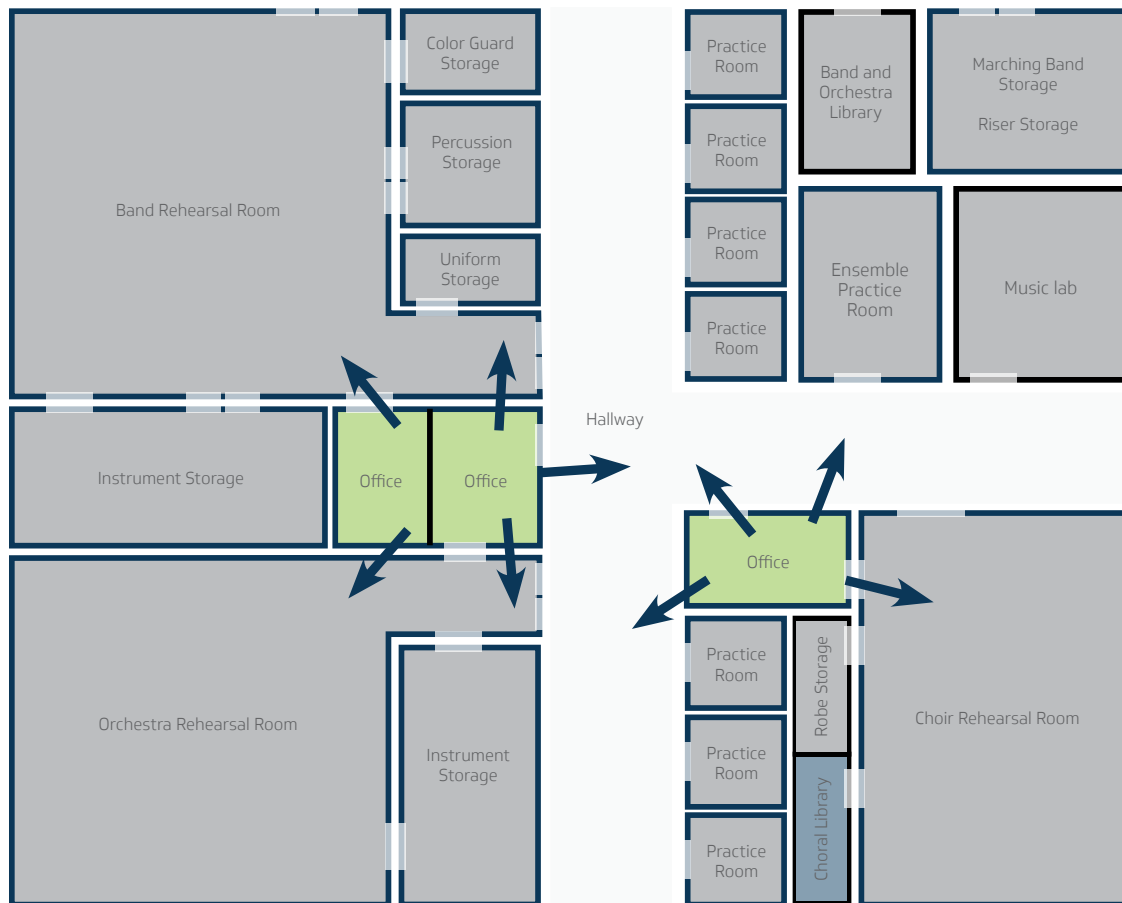 Color Guard
Storage
Percussion
Storage
Band Rehearsal Room
Uniform
Storage
Practice
Room
Band and
Orchestra
Library
Marching Band
Storage
Riser Storage
Practice
Room
Practice
Room
Ensemble
Practice
Room
Music lab
Practice
Room
Hallway
Instrument Storage
Office
Office
Office
Orchestra Rehearsal Room
Instrument
Storage
Practice
Room
Robe Storage
Choir Rehearsal Room
Practice
Room
Choral Library
Practice
Room